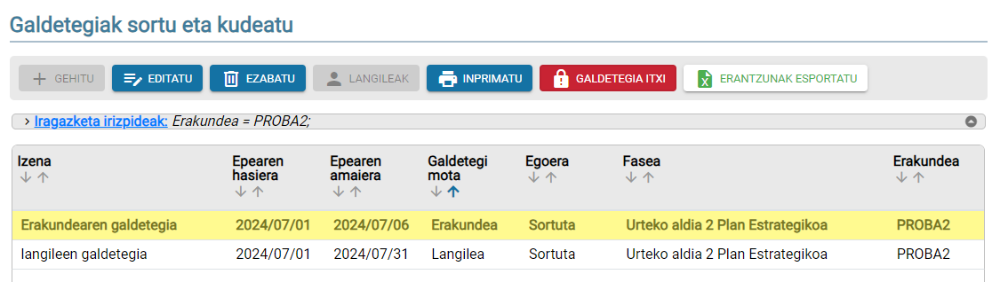 Galdetegiak sortu eta kudeatu
GEHITU EDITATU EZABATU LANGILEAK INPRIMATU GALDETEGIA ITXI ERANTZUNAK ESPORTATU
Iragazketa irizpideak: Erakundea = PROBA2;
Izena Epearen hasiera Epearen amaiera Galdetegi mota Egoera Fasea Erakundea
Erakundearen galdetegia 2024/07/01 2024/07/06 Erakundea Sortuta Urteko aldia 2 Plan Estrategikoa PROBA2
langileen galdetegia 2024/07/01 2024/07/31 Langilea Sortuta Urteko aldia 2 Plan Estrategikoa PROBA2